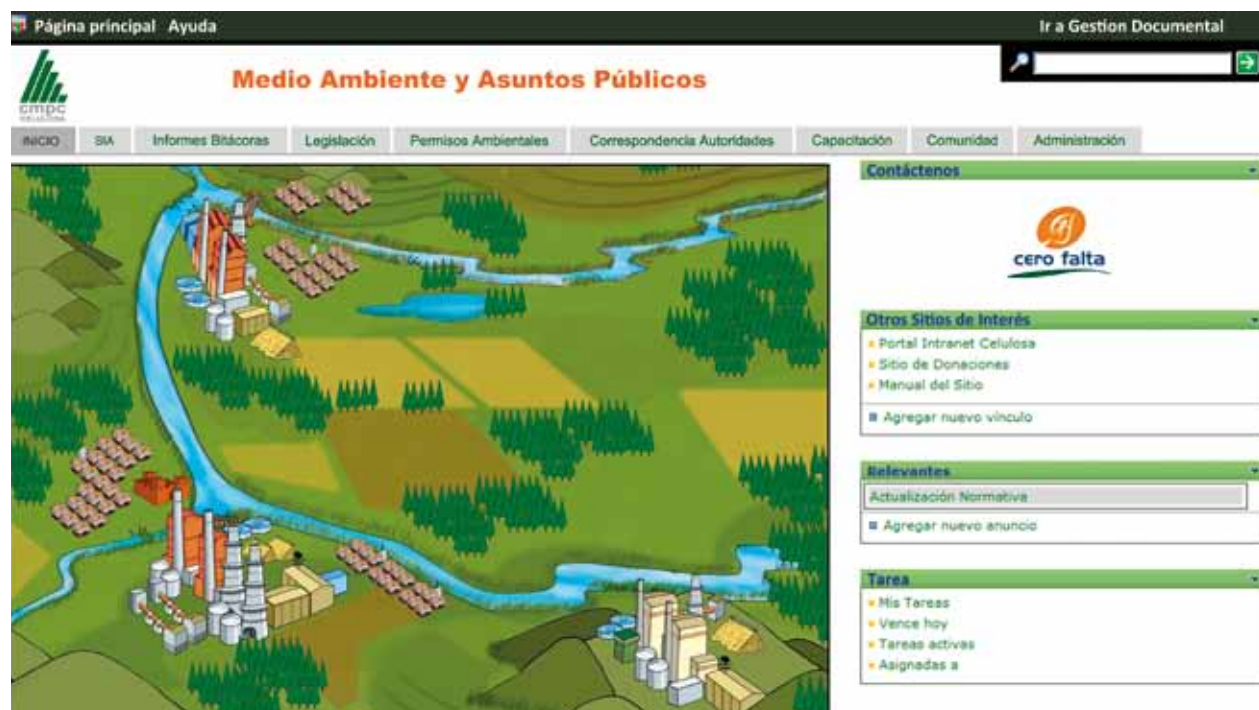 Página principal Ayuda
Ir a Gestion Documental
cmpc
CELULOSA
Medio Ambiente y Asuntos Públicos
INICIO SIA Informes Bitácoras Legislación Permisos Ambientales Correspondencia Autoridades Capacitación Comunidad Administración
Contáctenos
cero falta
Otros Sitios de Interés
Portal Intranet Celulosa
Sitio de Donaciones
Manual del Sitio
Agregar nuevo vínculo
Relevantes
Actualización Normativa
Agregar nuevo anuncio
Tarea
Mis Tareas
Vence hoy
Tareas activas
Asignadas a